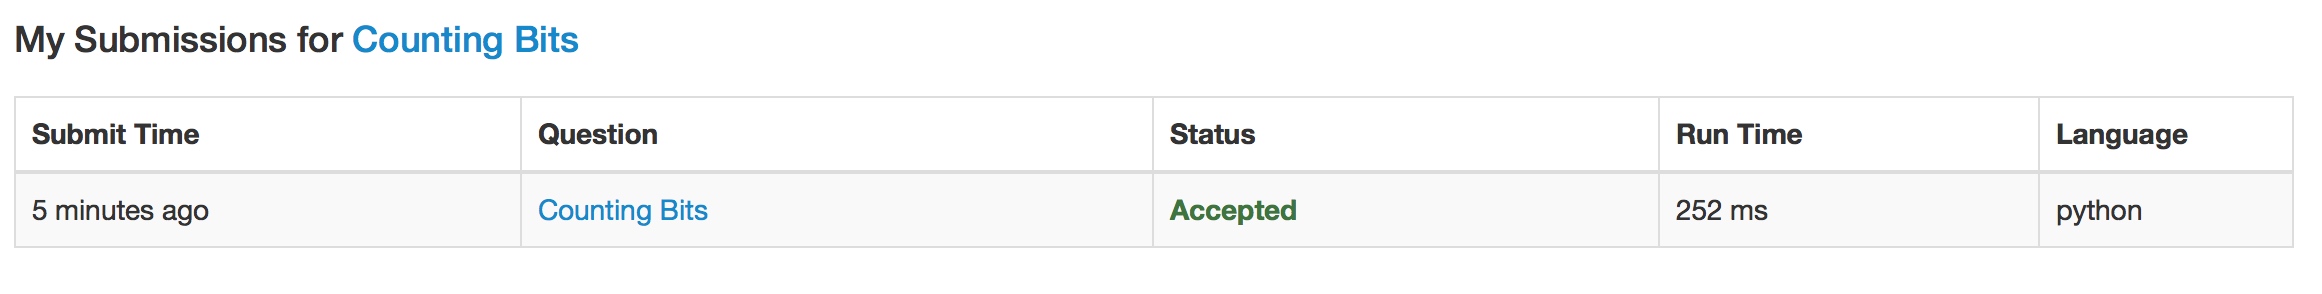 My Submissions for Counting Bits
Submit Time Question Status Run Time Language
5 minutes ago Counting Bits Accepted 252 ms python